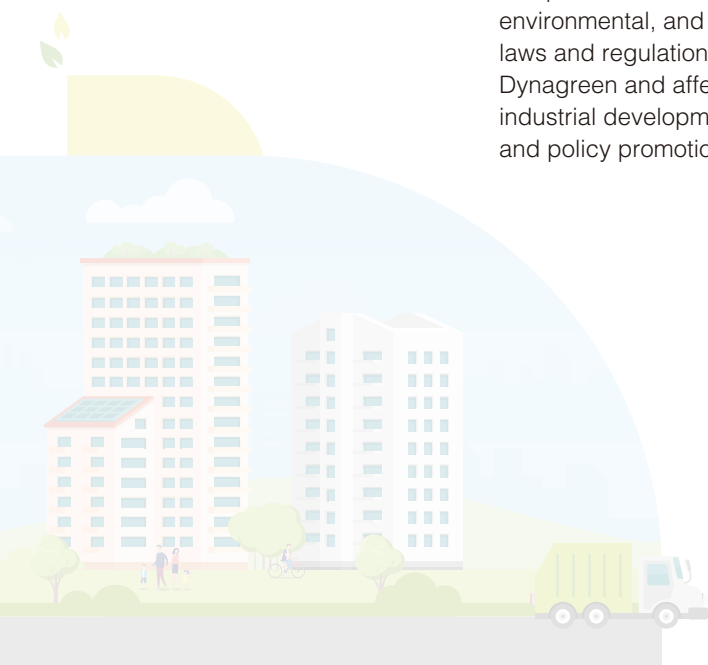 environmental, and
laws and regulation
Dynagreen and affe
industrial developm
and policy promotio